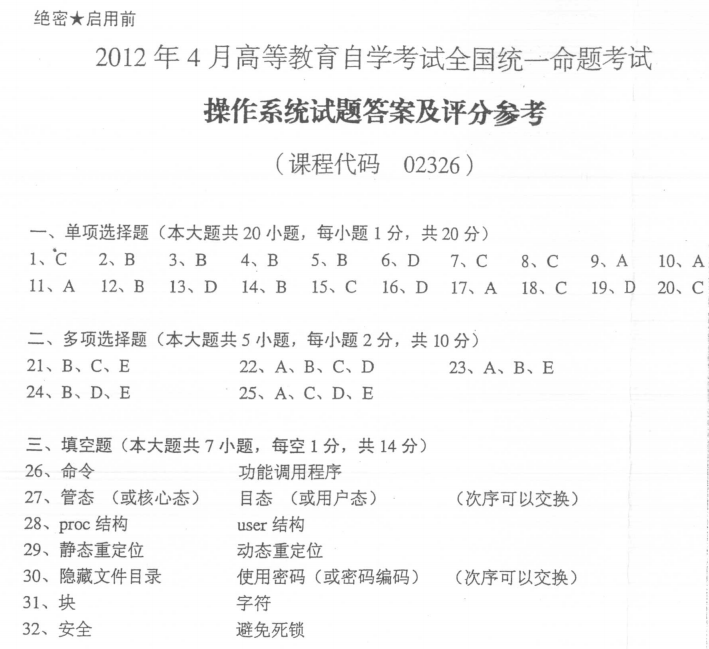 绝密★启用前
2012 年 4 月高等教育自学考试全国统一命题考试
操作系统试题答案及评分参考
（课程代码 02326）
一、单项选择题（本大题共 20 小题，每小题 1 分，共 20 分）
1、C 2、B 3、B 4、B 5、B 6、D 7、C 8、C 9、A 10、A
11、A 12、B 13、D 14、B 15、C 16、D 17、A 18、C 19、D 20、C
二、多项选择题（本大题共 5 小题，每小题 2 分，共 10 分）
21、B、C、E 22、A、B、C、D 23、A、B、E
24、B、D、E 25、A、C、D、E
三、填空题（本大题共 7 小题，每空 1 分，共 14 分）
26、命令 功能调用程序
27、管态 （或核心态） 目态 （或用户态） （次序可以交换）
28、proc 结构 user 结构
29、静态重定位 动态重定位
30、隐藏文件目录 使用密码（或密码编码） （次序可以交换）
31、块 字符
32、安全 避免死锁